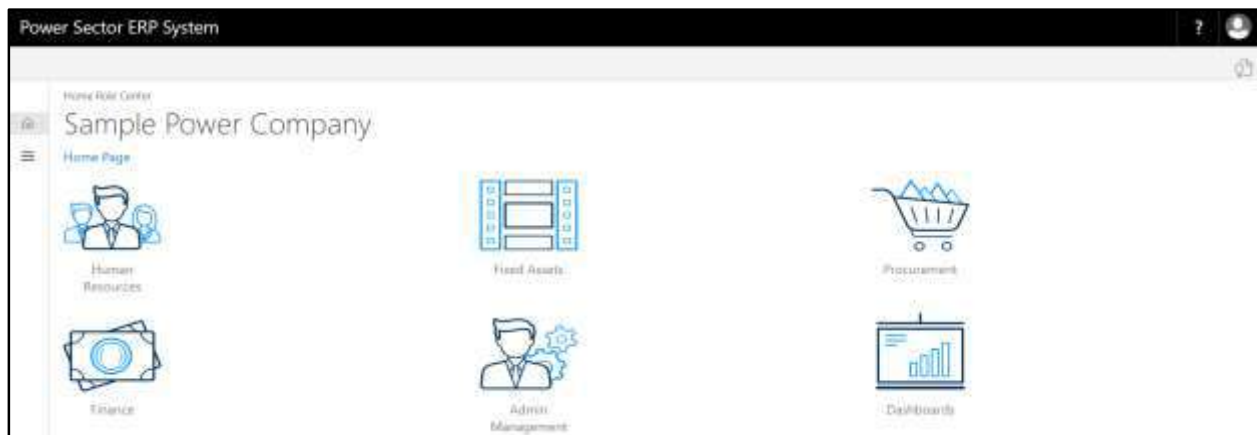 Power Sector ERP System
?
Home Role Center
Sample Power Company
Home Page
Human
Resources
Fixed Assets
Procurement
Finance
Admin
Management
Dashboards